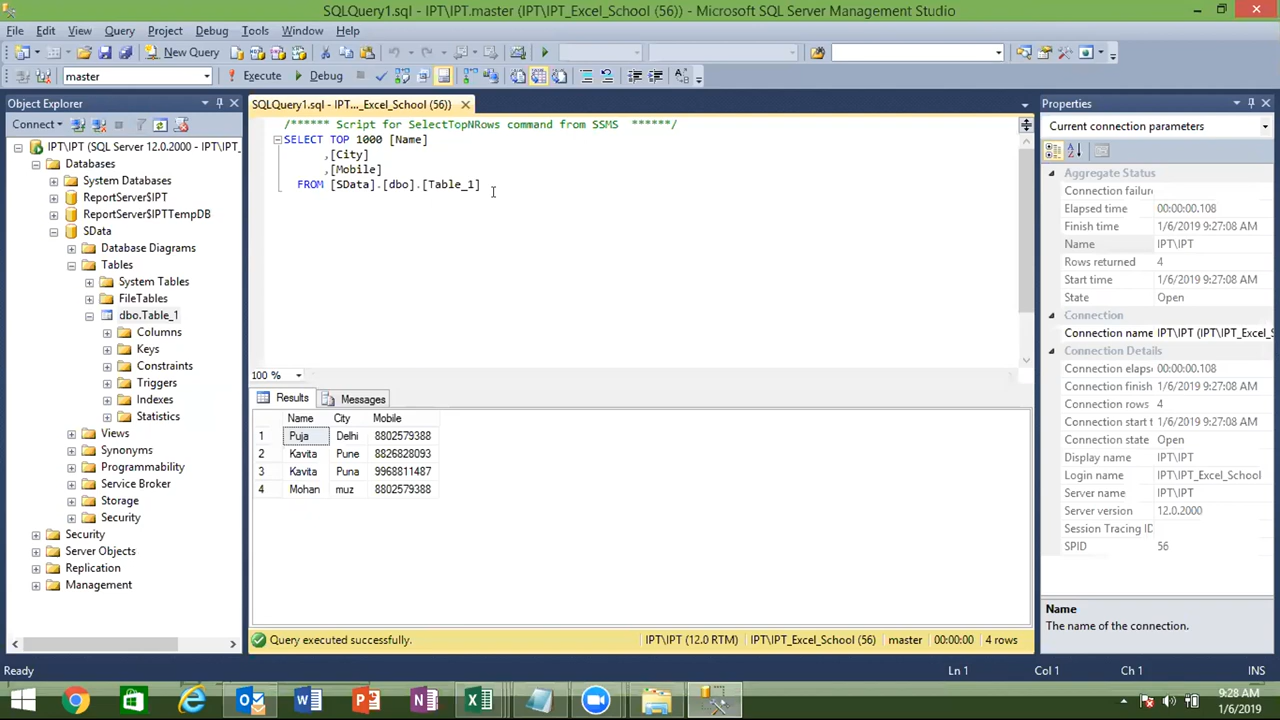 SQLQuery1.sql - IPT\IPT.master (IPT\IPT_Excel_School (56)) - Microsoft SQL Server Management Studio
File Edit View Query Project Debug Tools Window Help
New Query
master Execute Debug
Object Explorer
Connect
IPT\IPT (SQL Server 12.0.2000 - IPT\IPT_
Databases
System Databases
ReportServer$IPT
ReportServer$IPTTempDB
SData
Database Diagrams
Tables
System Tables
FileTables
dbo.Table_1
Columns
Keys
Constraints
Triggers
Indexes
Statistics
Views
Synonyms
Programmability
Service Broker
Storage
Security
Security
Server Objects
Replication
Management
SQLQuery1.sql - IPT..._Excel_School (56))
/****** Script for SelectTopNRows command from SSMS ******/
SELECT TOP 1000 [Name]
,[City]
,[Mobile]
FROM [SData].[dbo].[Table_1]
100 %
Results Messages
Name City Mobile
1 Puja Delhi 8802579388
2 Kavita Pune 8826828093
3 Kavita Puna 9968811487
4 Mohan muz 8802579388
Query executed successfully. IPT\IPT (12.0 RTM) IPT\IPT_Excel_School (56) master 00:00:00 4 rows
Properties
Current connection parameters
Aggregate Status
Connection failure
Elapsed time 00:00:00.108
Finish time 1/6/2019 9:27:08 AM
Name IPT\IPT
Rows returned 4
Start time 1/6/2019 9:27:08 AM
State Open
Connection
Connection name IPT\IPT (IPT\IPT_Excel_S
Connection Details
Connection elaps 00:00:00.108
Connection finish 1/6/2019 9:27:08 AM
Connection rows 4
Connection start t 1/6/2019 9:27:08 AM
Connection state Open
Display name IPT\IPT
Login name IPT\IPT_Excel_School
Server name IPT\IPT
Server version 12.0.2000
Session Tracing ID
SPID 56
Name
The name of the connection.
Ready Ln 1 Col 1 Ch 1 INS
9:28 AM
1/6/2019